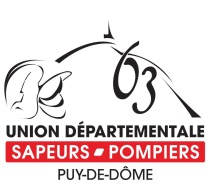 63
UNION DÉPARTEMENTALE
SAPEURS-POMPIERS
PUY-DE-DÔME